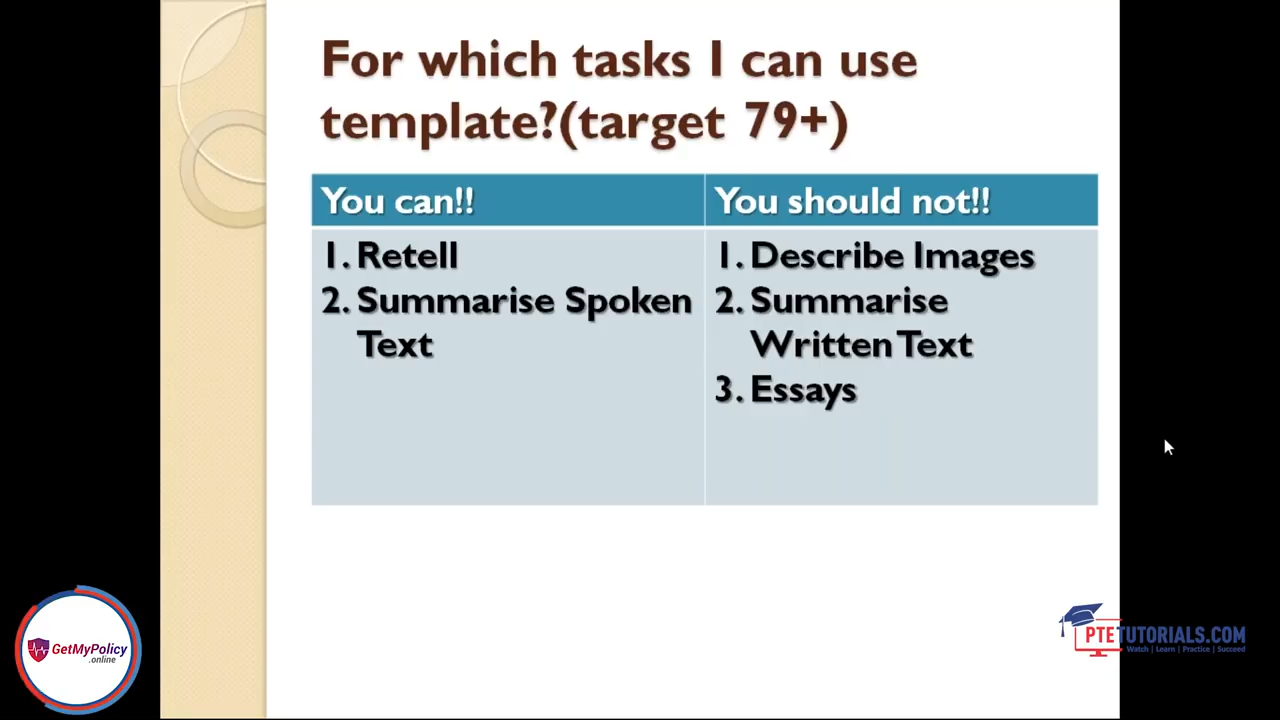 For which tasks I can use
template?(target 79+)
You can!!
You should not!!
1. Retell
2. Summarise Spoken
Text
1. Describe Images
2. Summarise
Written Text
3. Essays
GetMyPolicy
.online
PTETUTORIALS.COM
Watch | Learn | Practice | Succeed